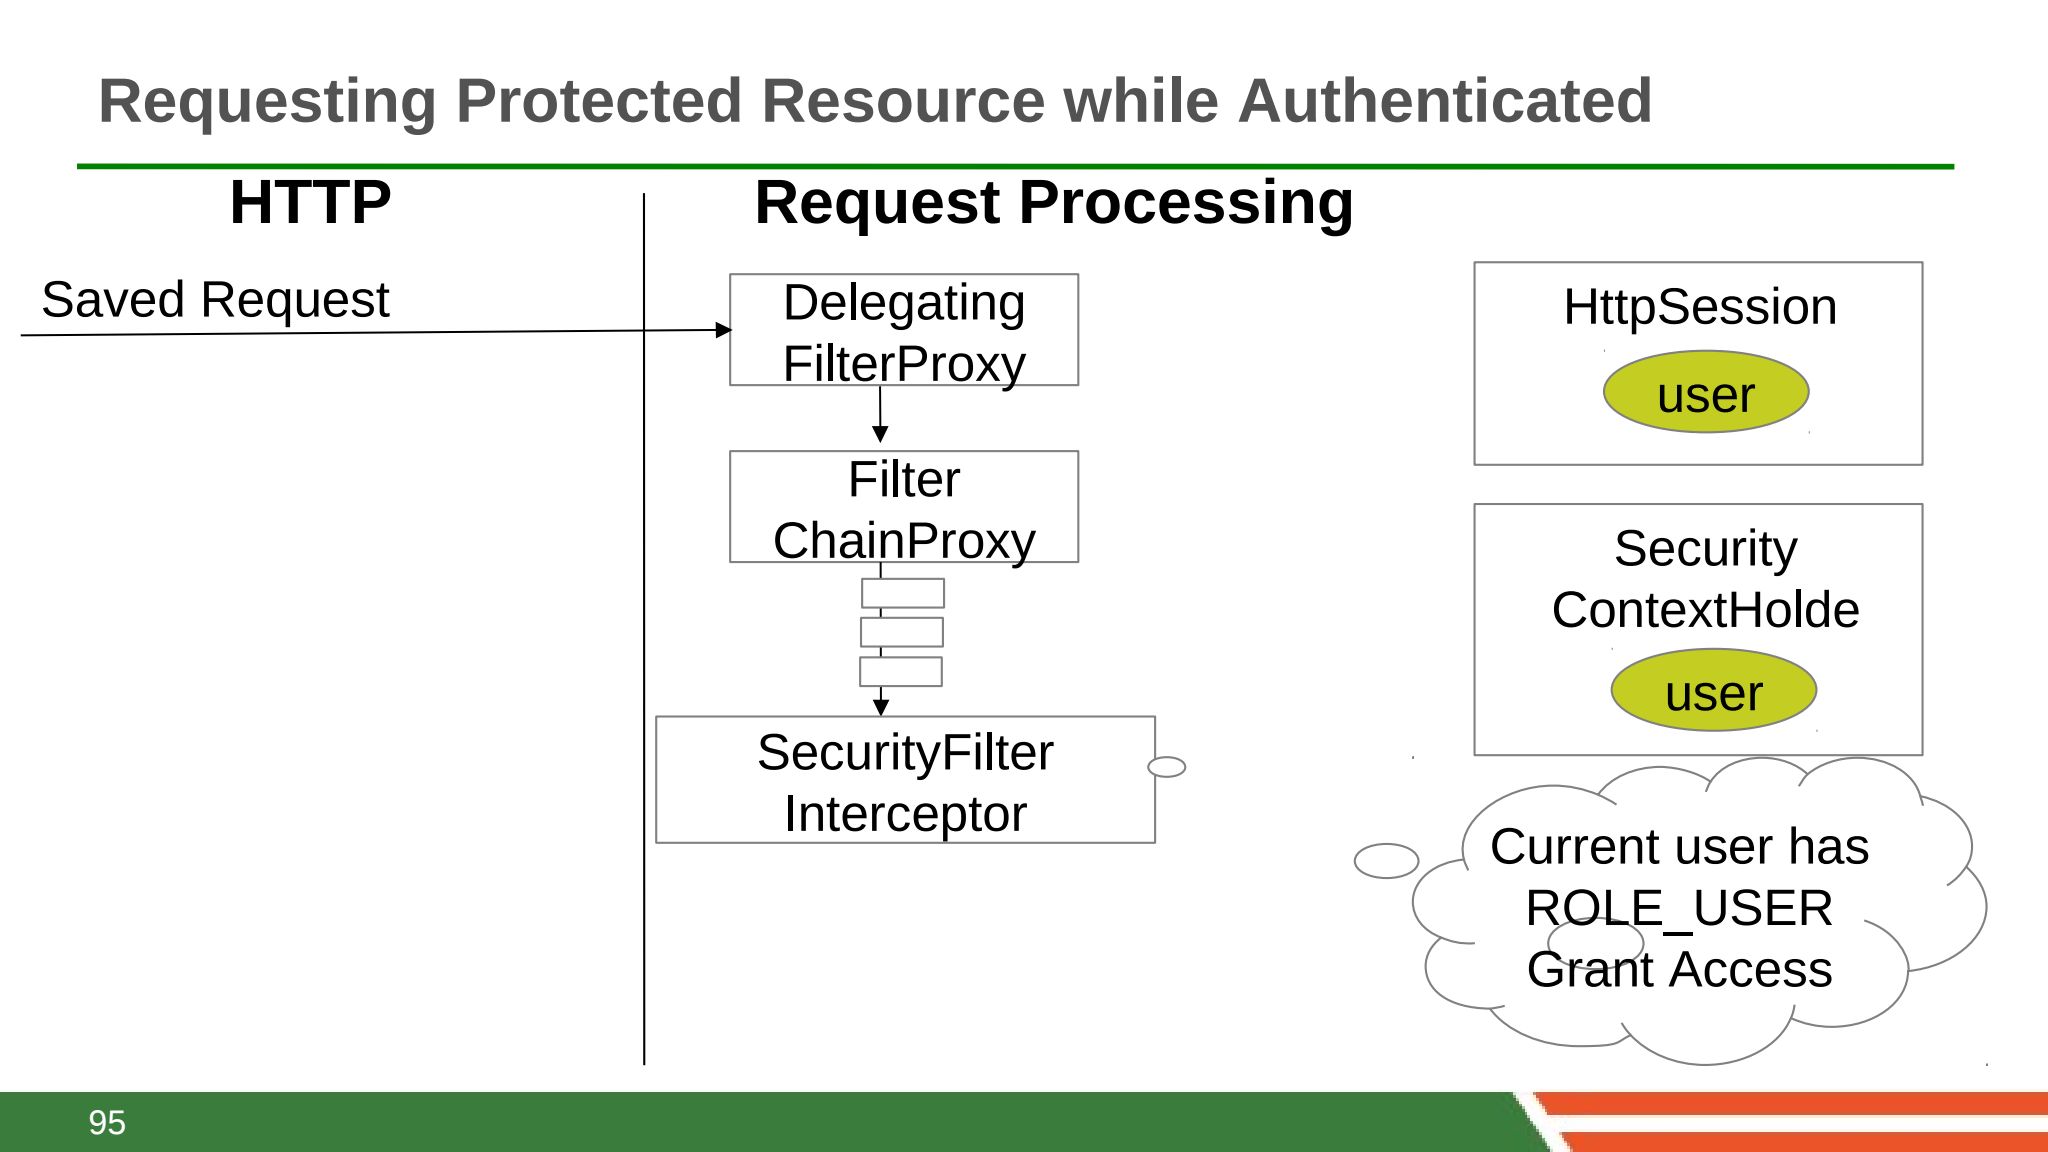 Requesting Protected Resource while Authenticated
HTTP
Request Processing
Saved Request
Delegating
FilterProxy
Filter
ChainProxy
SecurityFilter
Interceptor
HttpSession
user
Security
ContextHolde
user
Current user has
ROLE_USER
Grant Access
95